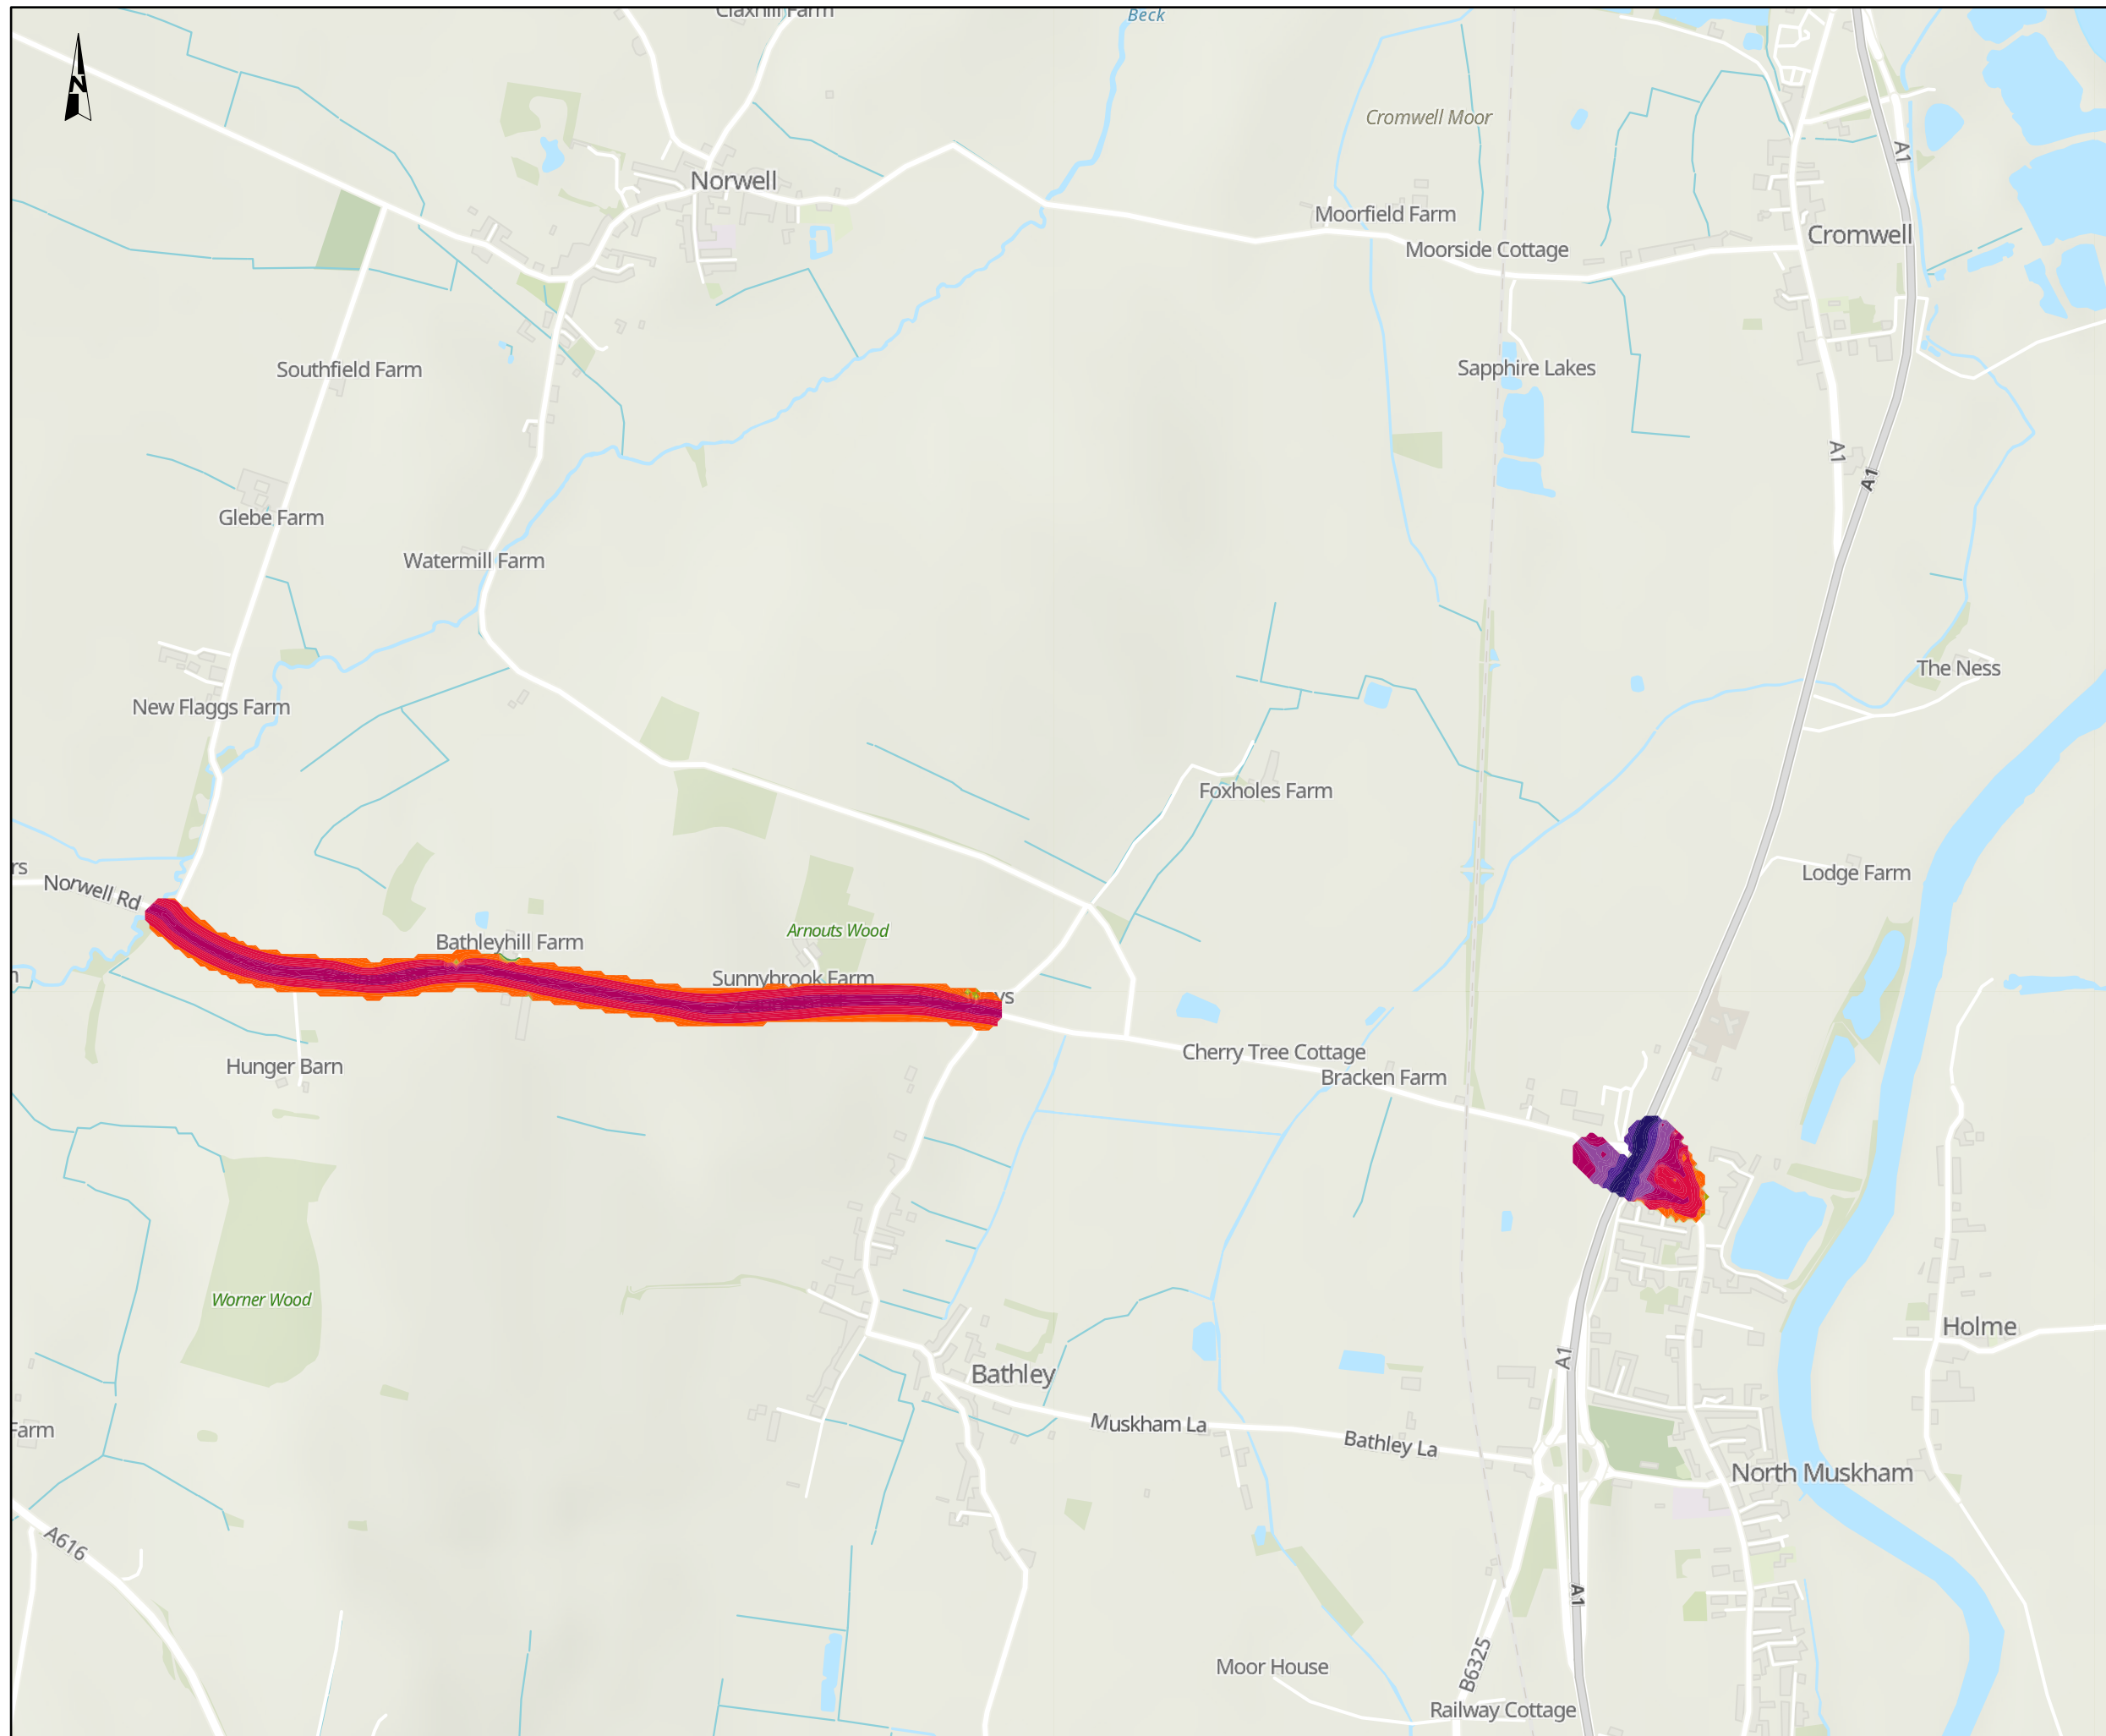 Claxhill Farm
Beck
N
Cromwell Moor
A1
Norwell
Moorfield Farm
Cromwell
Moorside Cottage
Southfield Farm
Sapphire Lakes
A1
A1
Glebe Farm
Watermill Farm
The Ness
New Flaggs Farm
Foxholes Farm
rs
Norwell Rd
Lodge Farm
Arnouts Wood
Bathleyhill Farm
Sunnybrook Farm
ys
Cherry Tree Cottage
Hunger Barn
Bracken Farm
Worner Wood
Holme
A1
Bathley
Muskham La
Bathley La
Farm
North Muskham
A616
A1
B6325
Moor House
Railway Cottage